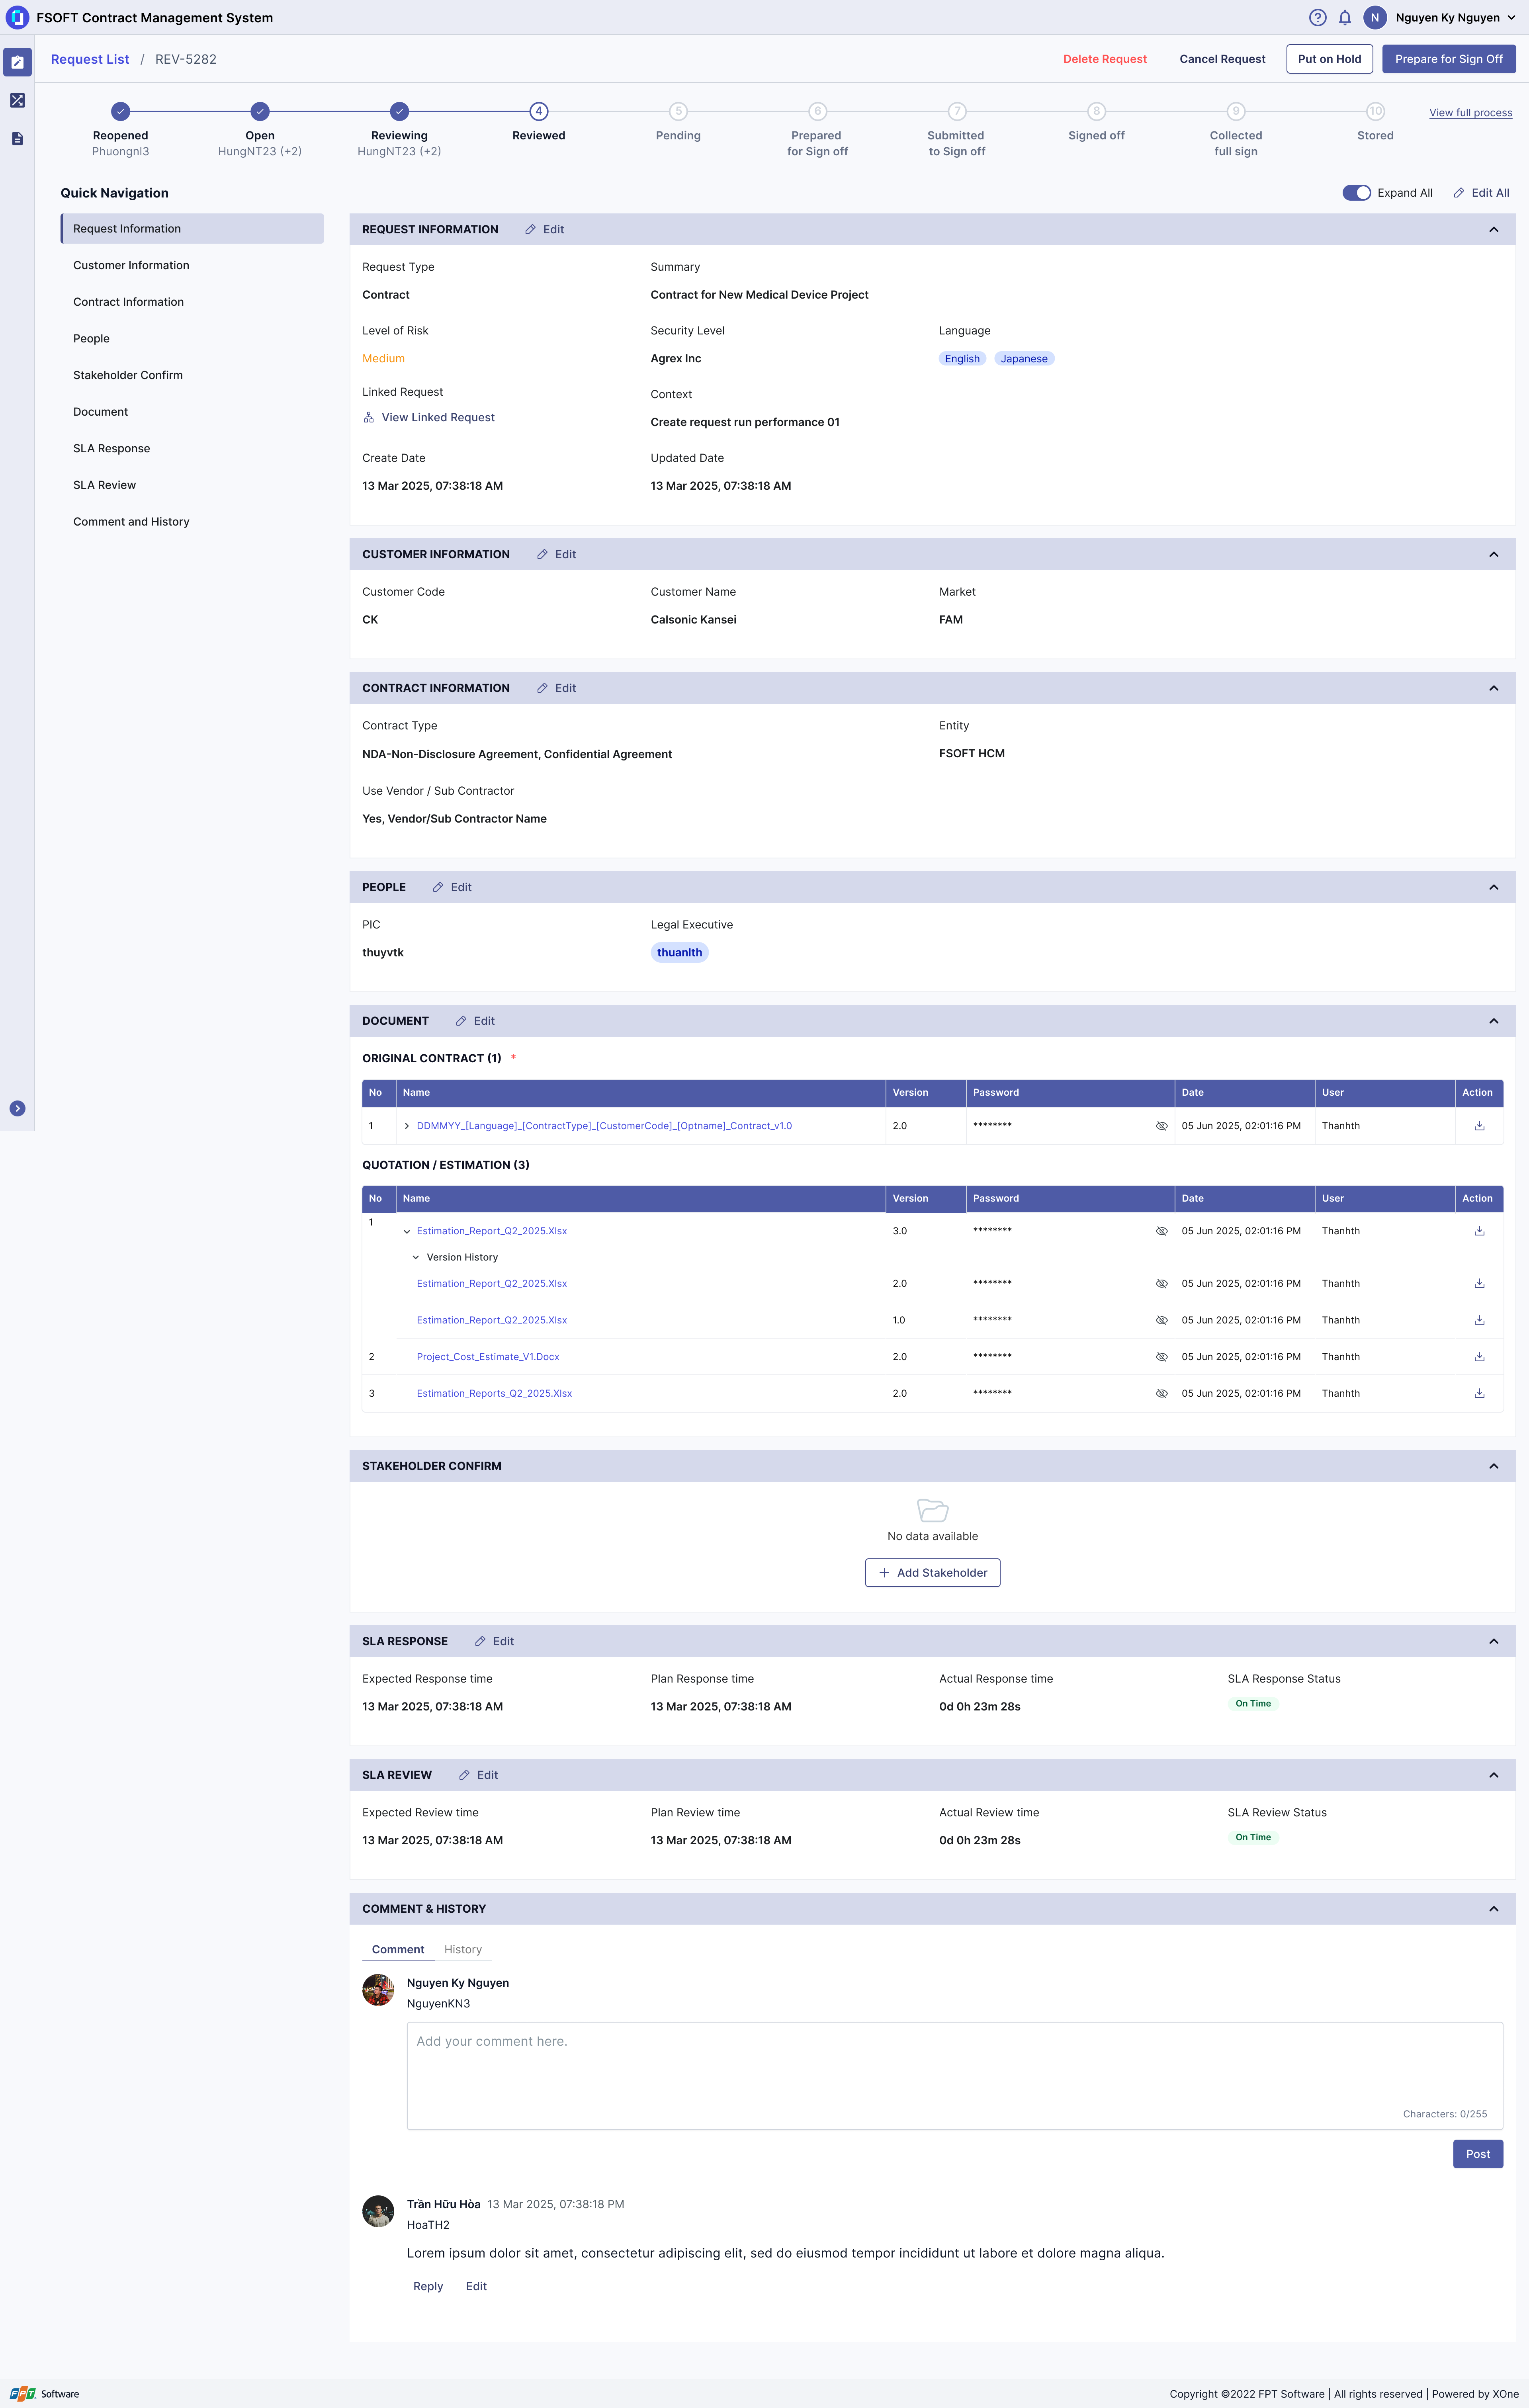 FSOFT Contract Management System
N
Nguyen Ky Nguyen
Request List / REV-5282
Delete Request
Cancel Request
Put on Hold
Prepare for Sign Off
4 5 6 7 8 9 10
View full process
Reopened
Phuongnl3
Open
HungNT23 (+2)
Reviewing
HungNT23 (+2)
Reviewed
Pending
Prepared
for Sign off
Submitted
to Sign off
Signed off
Collected
full sign
Stored
Quick Navigation
Expand All
Edit All
Request Information
Customer Information
Contract Information
People
Stakeholder Confirm
Document
SLA Response
SLA Review
Comment and History
REQUEST INFORMATION Edit
Request Type Summary
Contract Contract for New Medical Device Project
Level of Risk Security Level Language
Medium Agrex Inc English Japanese
Linked Request Context
View Linked Request Create request run performance 01
Create Date Updated Date
13 Mar 2025, 07:38:18 AM 13 Mar 2025, 07:38:18 AM
CUSTOMER INFORMATION Edit
Customer Code Customer Name Market
CK Calsonic Kansei FAM
CONTRACT INFORMATION Edit
Contract Type Entity
NDA-Non-Disclosure Agreement, Confidential Agreement FSOFT HCM
Use Vendor / Sub Contractor
Yes, Vendor/Sub Contractor Name
PEOPLE Edit
PIC Legal Executive
thuyvtk thuanlth
DOCUMENT Edit
ORIGINAL CONTRACT (1) *
No Name Version Password Date User Action
1 DDMMYY_[Language]_[ContractType]_[CustomerCode]_[Optname]_Contract_v1.0 2.0 ******** 05 Jun 2025, 02:01:16 PM Thanhth
QUOTATION / ESTIMATION (3)
No Name Version Password Date User Action
1 Estimation_Report_Q2_2025.Xlsx 3.0 ******** 05 Jun 2025, 02:01:16 PM Thanhth
Version History
Estimation_Report_Q2_2025.Xlsx 2.0 ******** 05 Jun 2025, 02:01:16 PM Thanhth
Estimation_Report_Q2_2025.Xlsx 1.0 ******** 05 Jun 2025, 02:01:16 PM Thanhth
2 Project_Cost_Estimate_V1.Docx 2.0 ******** 05 Jun 2025, 02:01:16 PM Thanhth
3 Estimation_Reports_Q2_2025.Xlsx 2.0 ******** 05 Jun 2025, 02:01:16 PM Thanhth
STAKEHOLDER CONFIRM
No data available
Add Stakeholder
SLA RESPONSE Edit
Expected Response time Plan Response time Actual Response time SLA Response Status
13 Mar 2025, 07:38:18 AM 13 Mar 2025, 07:38:18 AM 0d 0h 23m 28s On Time
SLA REVIEW Edit
Expected Review time Plan Review time Actual Review time SLA Review Status
13 Mar 2025, 07:38:18 AM 13 Mar 2025, 07:38:18 AM 0d 0h 23m 28s On Time
COMMENT & HISTORY
Comment History
Nguyen Ky Nguyen
NguyenKN3
Add your comment here.
Characters: 0/255
Post
Trần Hữu Hòa 13 Mar 2025, 07:38:18 PM
HoaTH2
Lorem ipsum dolor sit amet, consectetur adipiscing elit, sed do eiusmod tempor incididunt ut labore et dolore magna aliqua.
Reply Edit
FPT Software
Copyright ©2022 FPT Software | All rights reserved | Powered by XOne